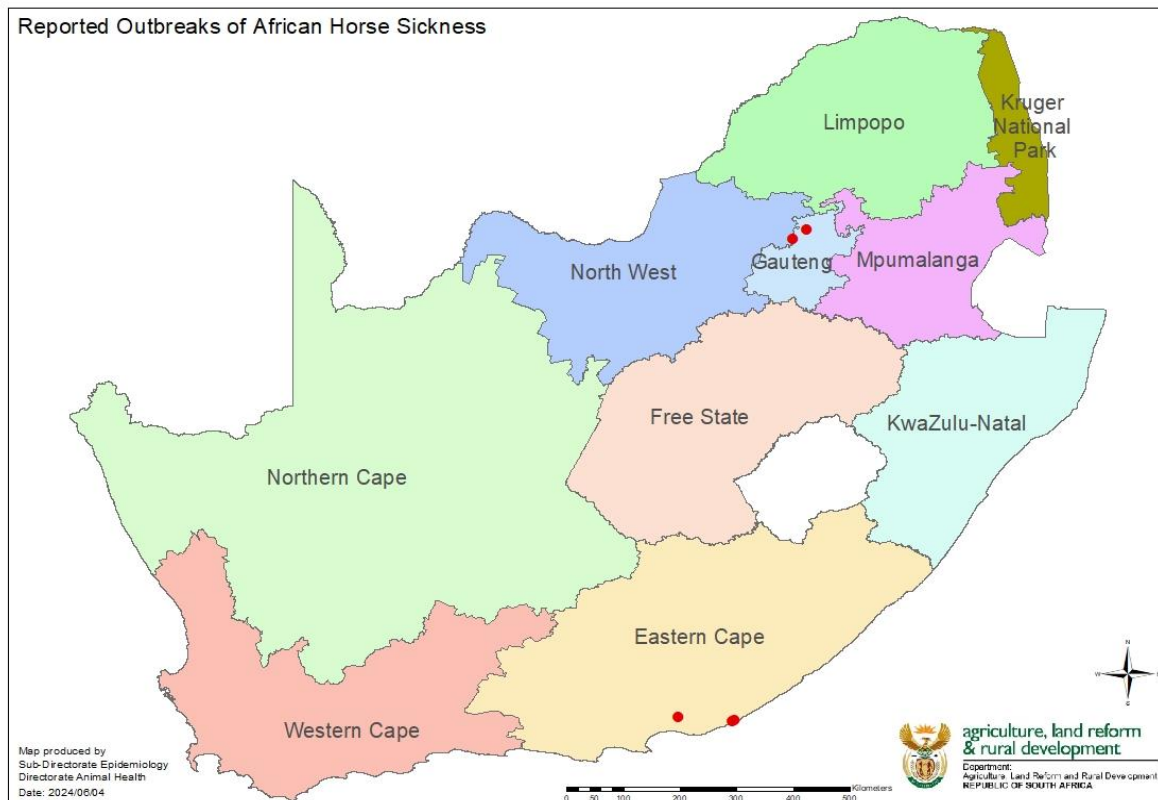 Reported Outbreaks of African Horse Sickness
Limpopo
Kruger
National
Park
North West
Gauteng
Mpumalanga
Free State
KwaZulu-Natal
Northern Cape
Eastern Cape
Western Cape
N
W
S
Map produced by
Sub-Directorate Epidemiology
Directorate Animal Health
Date: 2024/06/04
0 50 100 200 300 400 500
Kilometers
agriculture, land reform
& rural development
Department:
Agriculture, Land Reform and Rural Development
REPUBLIC OF SOUTH AFRICA